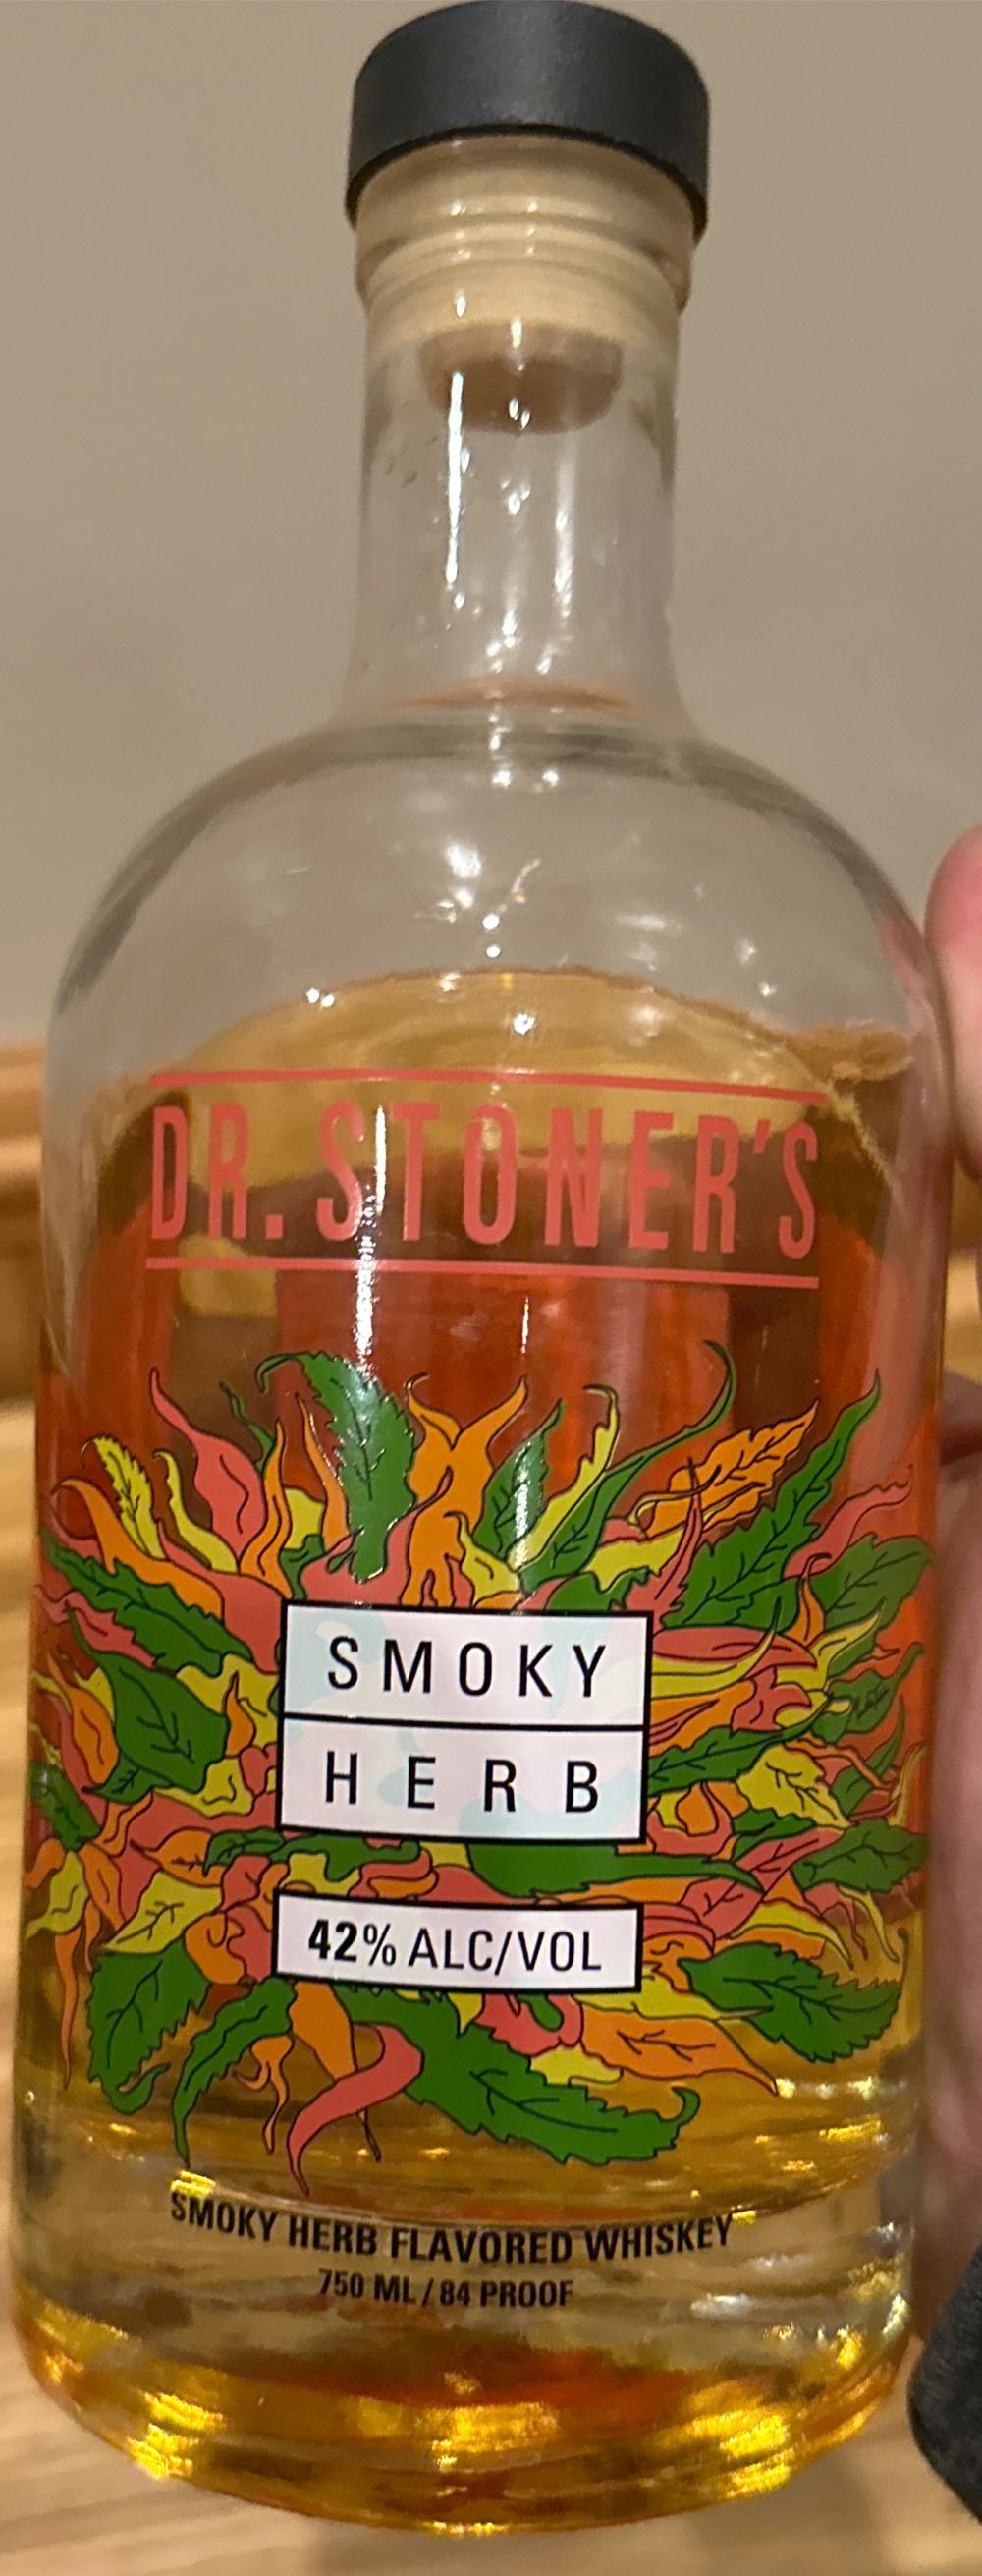 DR. STONER'S
SMOKY
HERB
42% ALC/VOL
SMOKY HERB FLAVORED WHISKEY
750 ML / 84 PROOF